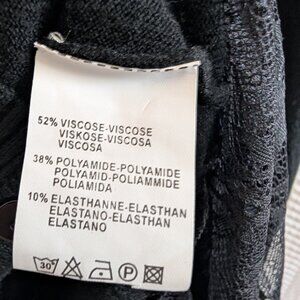 52% VISCOSE-VISCOSE
VISKOSE-VISCOSA
VISCOSA
38% POLYAMIDE-POLYAMIDE
POLYAMID-POLIAMMIDE
POLIAMIDA
10% ELASTHANNE-ELASTHAN
ELASTANO-ELASTHAN
ELASTANO
30° P